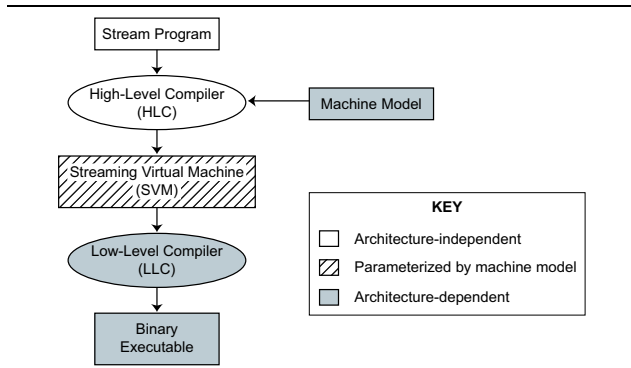 Stream Program
High-Level Compiler
(HLC)
Machine Model
Streaming Virtual Machine
(SVM)
Low-Level Compiler
(LLC)
Binary
Executable
KEY
Architecture-independent
Parameterized by machine model
Architecture-dependent